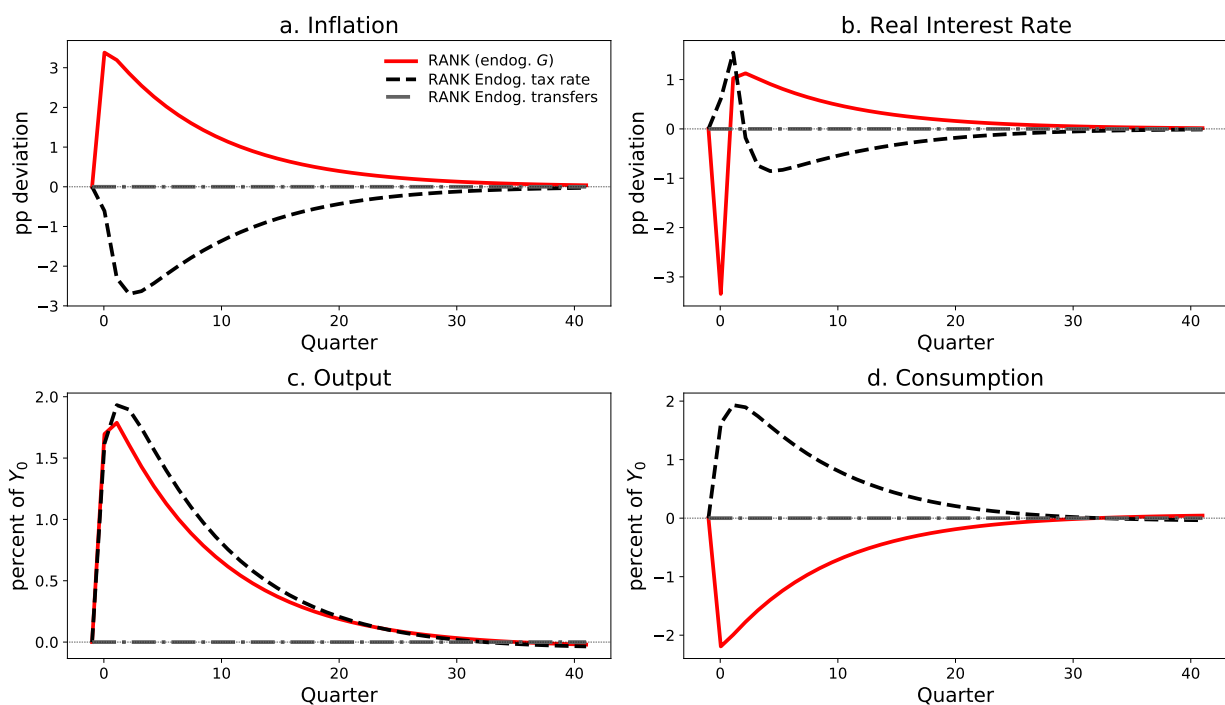 a. Inflation
pp deviation
3
2
1
0
−1
−2
−3
RANK (endog. G)
RANK Endog. tax rate
RANK Endog. transfers
0 10 20 30 40
Quarter
b. Real Interest Rate
pp deviation
1
0
−1
−2
−3
0 10 20 30 40
Quarter
c. Output
percent of Y₀
2.0
1.5
1.0
0.5
0.0
0 10 20 30 40
Quarter
d. Consumption
percent of Y₀
2
1
0
−1
−2
0 10 20 30 40
Quarter